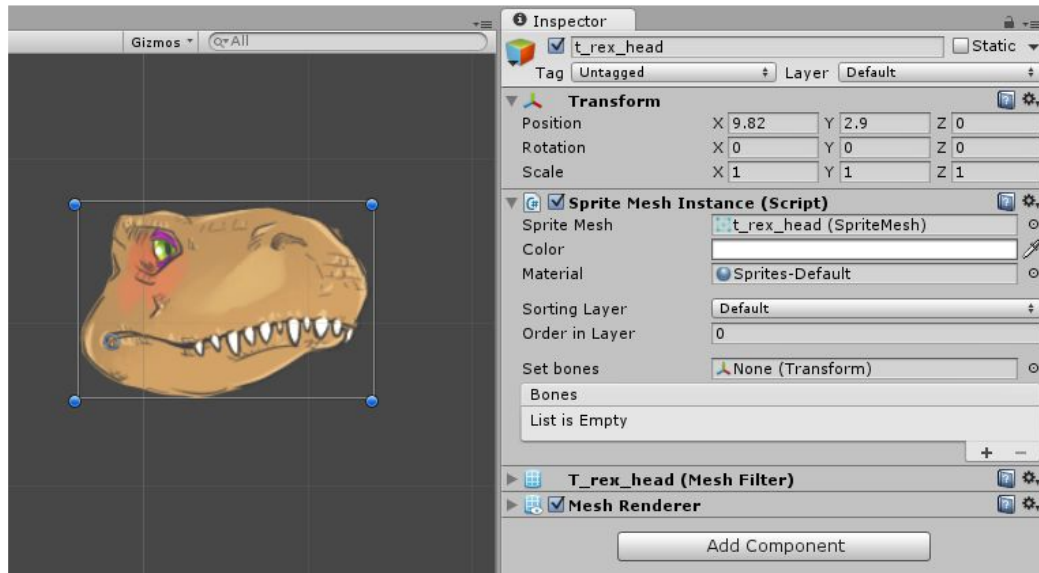 Inspector
Gizmos
All
t_rex_head
Static
Tag Untagged Layer Default
Transform
Position X 9.82 Y 2.9 Z 0
Rotation X 0 Y 0 Z 0
Scale X 1 Y 1 Z 1
Sprite Mesh Instance (Script)
Sprite Mesh t_rex_head (SpriteMesh)
Color
Material Sprites-Default
Sorting Layer Default
Order in Layer 0
Set bones None (Transform)
Bones
List is Empty
+ −
T_rex_head (Mesh Filter)
Mesh Renderer
Add Component